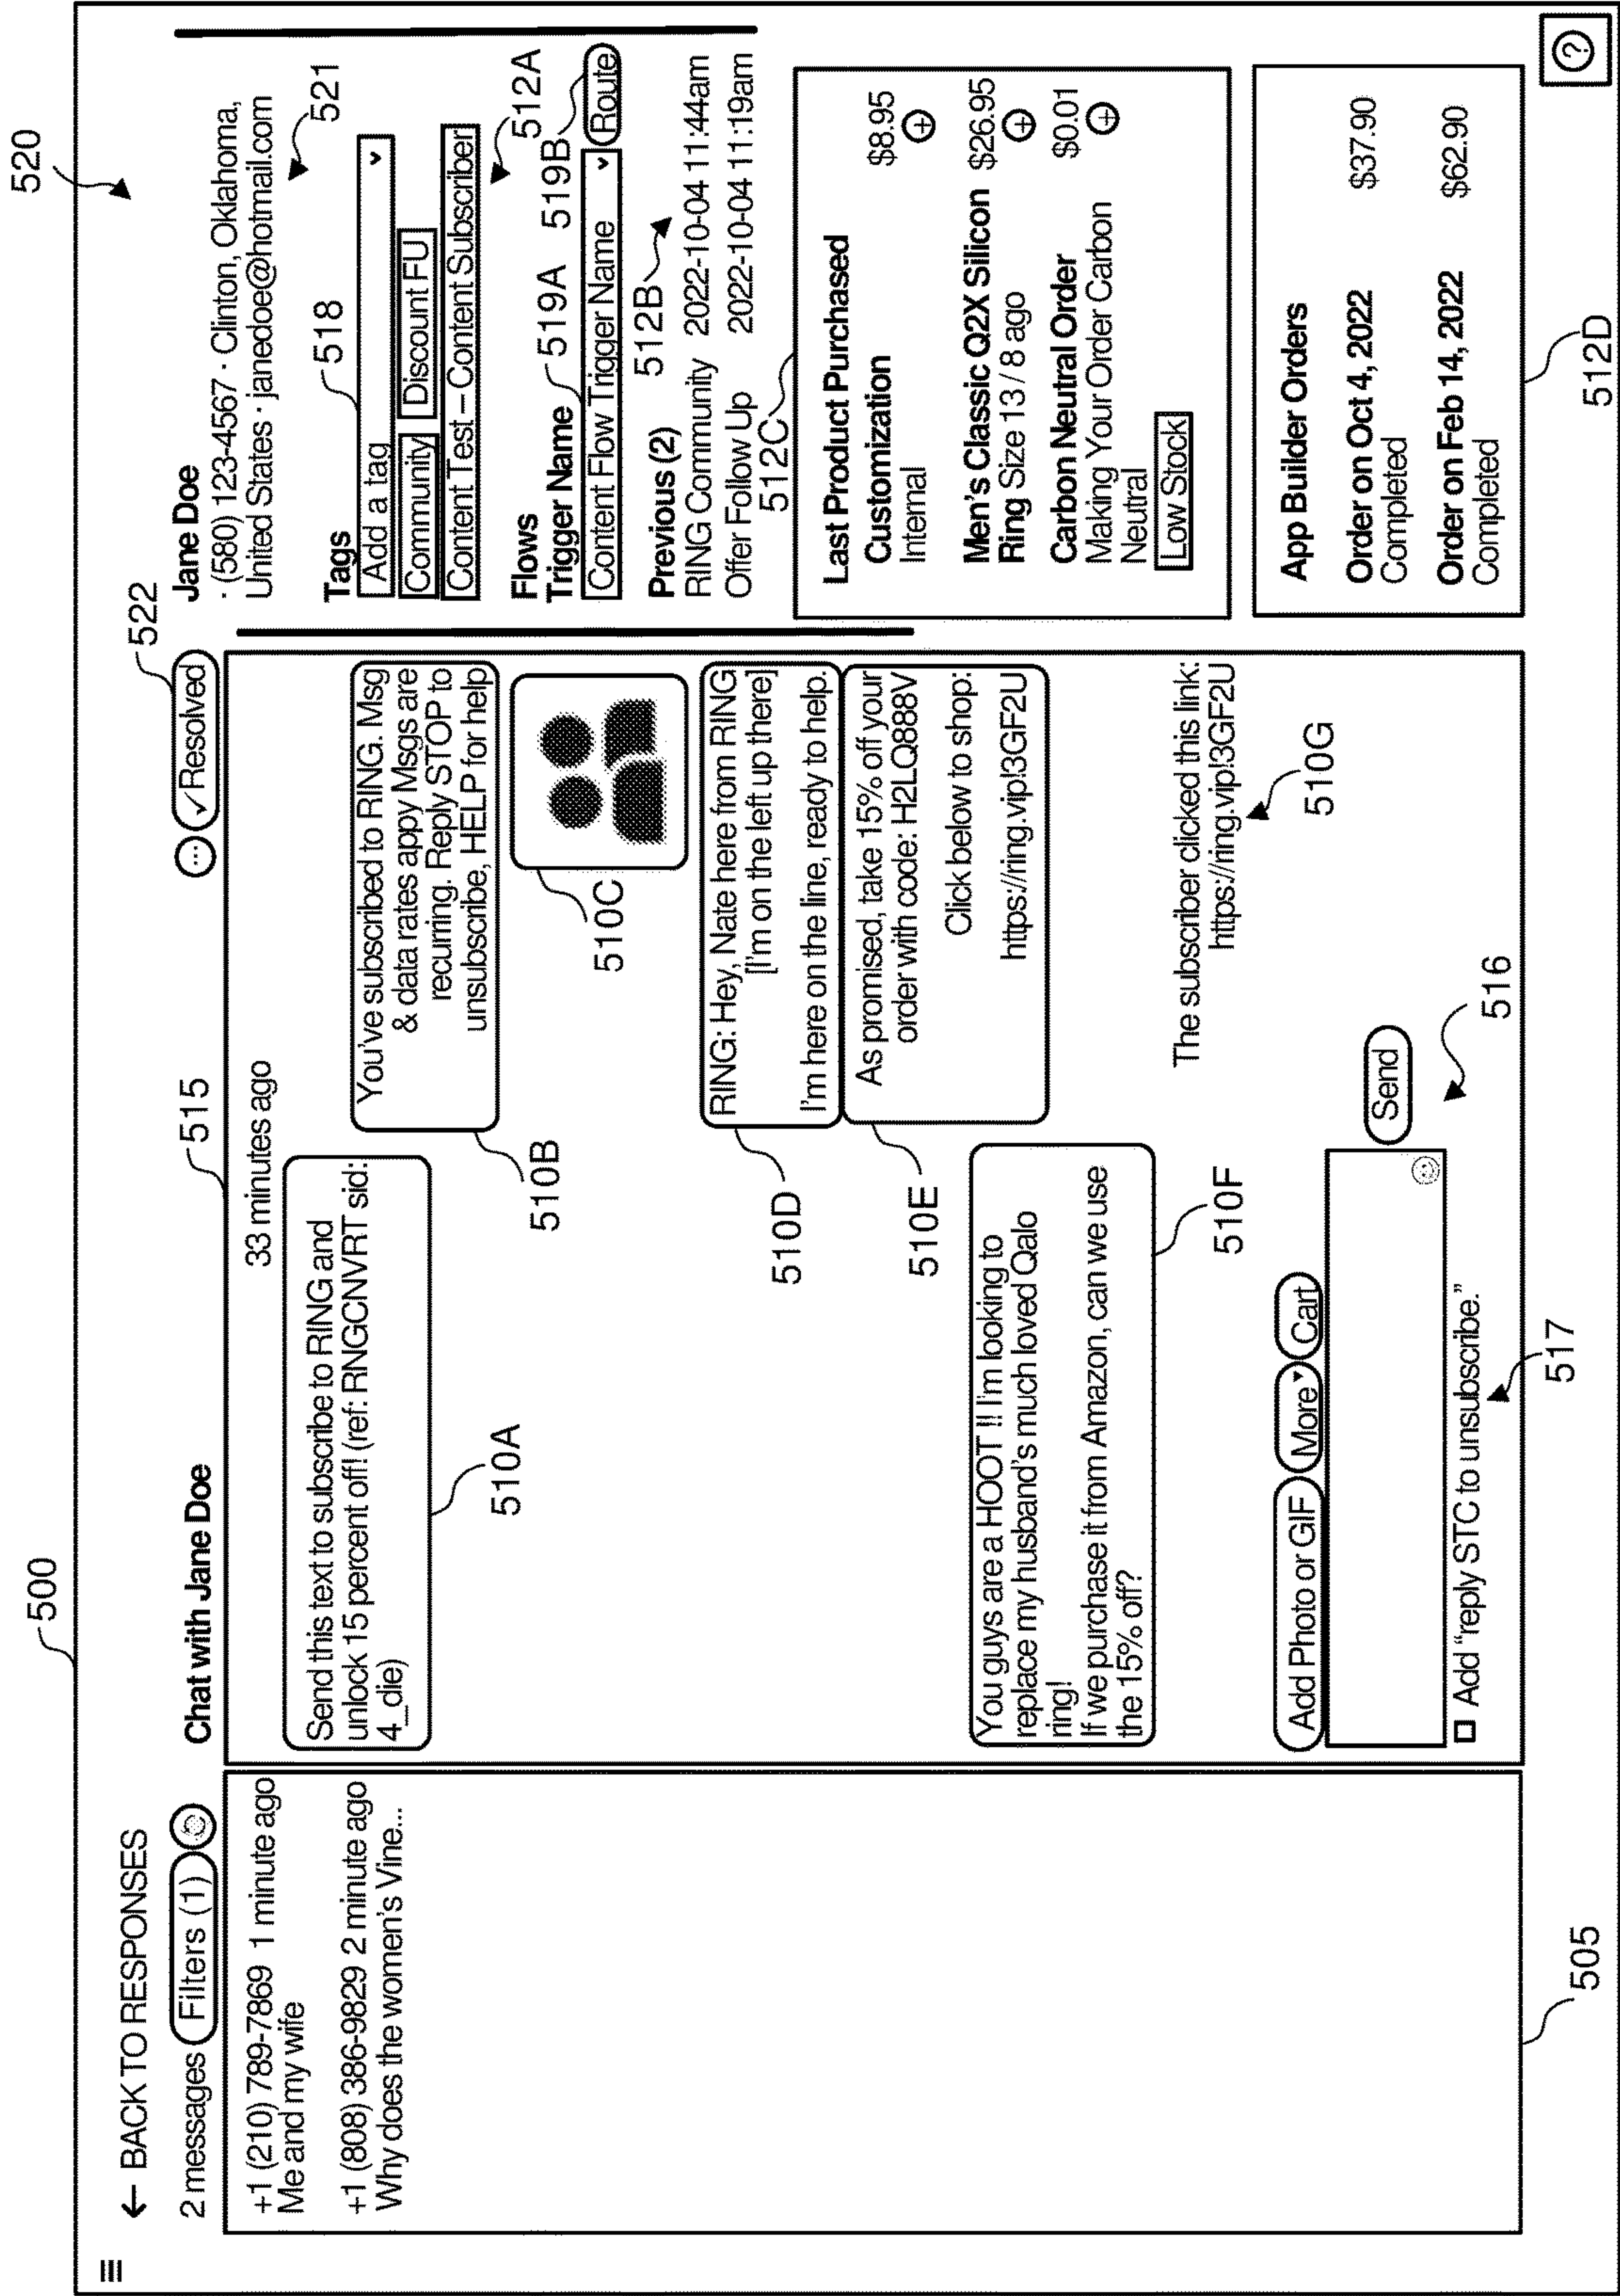 500
520
≡
← BACK TO RESPONSES
2 messages Filters (1)
+1 (210) 789-7869 1 minute ago
Me and my wife
+1 (808) 386-9829 2 minute ago
Why does the women's Vine...
505
Chat with Jane Doe
515
... ✓Resolved
522
33 minutes ago
Send this text to subscribe to RING and
unlock 15 percent off! (ref: RNGCNVRT sid:
4_die)
510A
You've subscribed to RING. Msg
& data rates appy Msgs are
recurring. Reply STOP to
unsubscribe, HELP for help
510B
510C
RING: Hey, Nate here from RING
[I'm on the left up there]
I'm here on the line, ready to help.
510D
As promised, take 15% off your
order with code: H2LQ888V
Click below to shop:
https://ring.vip!3GF2U
510E
You guys are a HOOT !! I'm looking to
replace my husband's much loved Qalo
ring!
If we purchase it from Amazon, can we use
the 15% off?
510F
The subscriber clicked this link:
https://ring.vip!3GF2U
510G
Add Photo or GIF More Cart
Send
516
Add "reply STC to unsubscribe."
517
Jane Doe
· (580) 123-4567 · Clinton, Oklahoma,
United States · janedoe@hotmail.com
521
Tags
518
Add a tag
Community Discount FU
Content Test – Content Subscriber
512A
Flows
Trigger Name
519A
519B
Content Flow Trigger Name
Route
Previous (2)
512B
RING Community 2022-10-04 11:44am
Offer Follow Up 2022-10-04 11:19am
512C
Last Product Purchased
Customization $8.95
Internal +
Men's Classic Q2X Silicon $26.95
Ring Size 13 / 8 ago +
Carbon Neutral Order $0.01
Making Your Order Carbon +
Neutral
Low Stock
App Builder Orders
Order on Oct 4, 2022 $37.90
Completed
Order on Feb 14, 2022 $62.90
Completed
512D
?